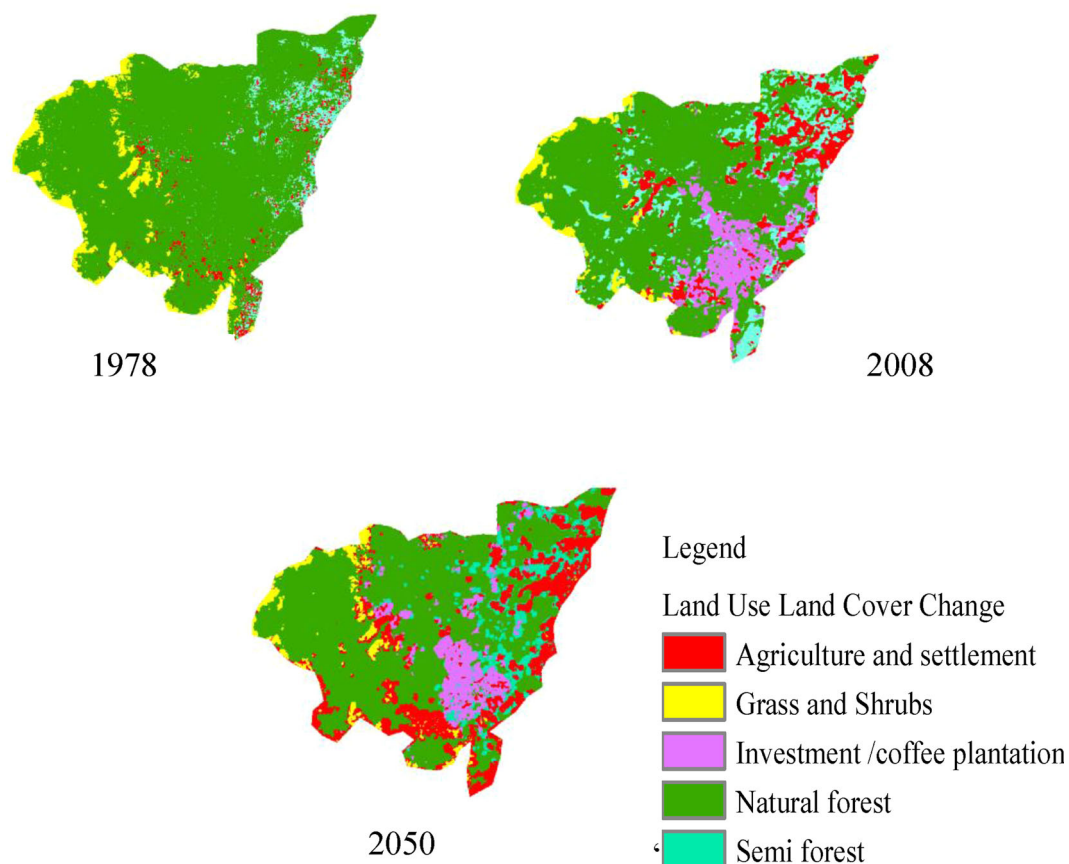 1978
2008
2050
Legend
Land Use Land Cover Change
Agriculture and settlement
Grass and Shrubs
Investment /coffee plantation
Natural forest
‘ Semi forest